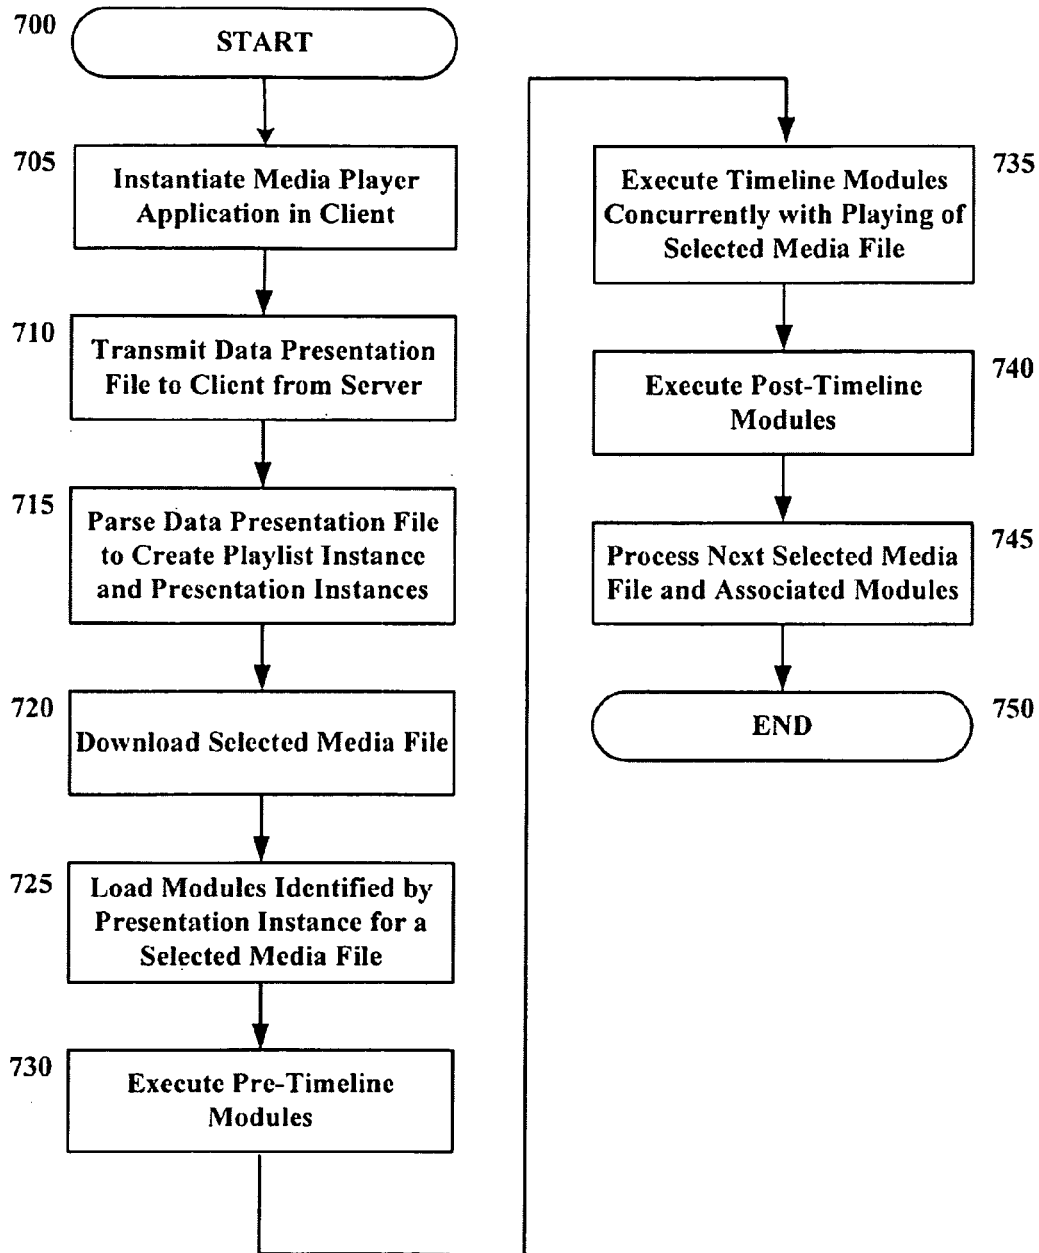 700
START
705
Instantiate Media Player
Application in Client
710
Transmit Data Presentation
File to Client from Server
715
Parse Data Presentation File
to Create Playlist Instance
and Presentation Instances
720
Download Selected Media File
725
Load Modules Identified by
Presentation Instance for a
Selected Media File
730
Execute Pre-Timeline
Modules
735
Execute Timeline Modules
Concurrently with Playing of
Selected Media File
740
Execute Post-Timeline
Modules
745
Process Next Selected Media
File and Associated Modules
750
END